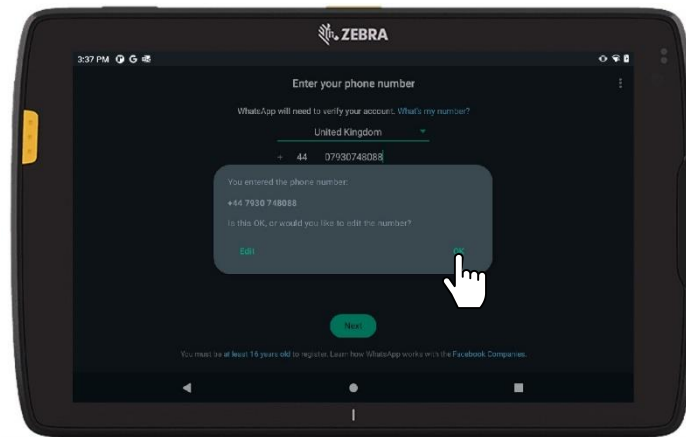 ZEBRA
3:37 PM
Enter your phone number
WhatsApp will need to verify your account. What's my number?
United Kingdom
+ 44 07930748088
You entered the phone number:
+44 7930 748088
Is this OK, or would you like to edit the number?
Edit OK
Next
You must be at least 16 years old to register. Learn how WhatsApp works with the Facebook Companies.